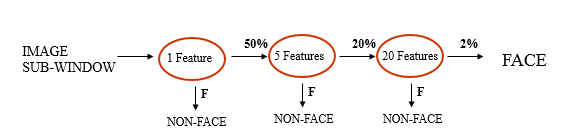 IMAGE
SUB-WINDOW
1 Feature
50%
5 Features
20%
20 Features
2%
FACE
F
F
F
NON-FACE
NON-FACE
NON-FACE